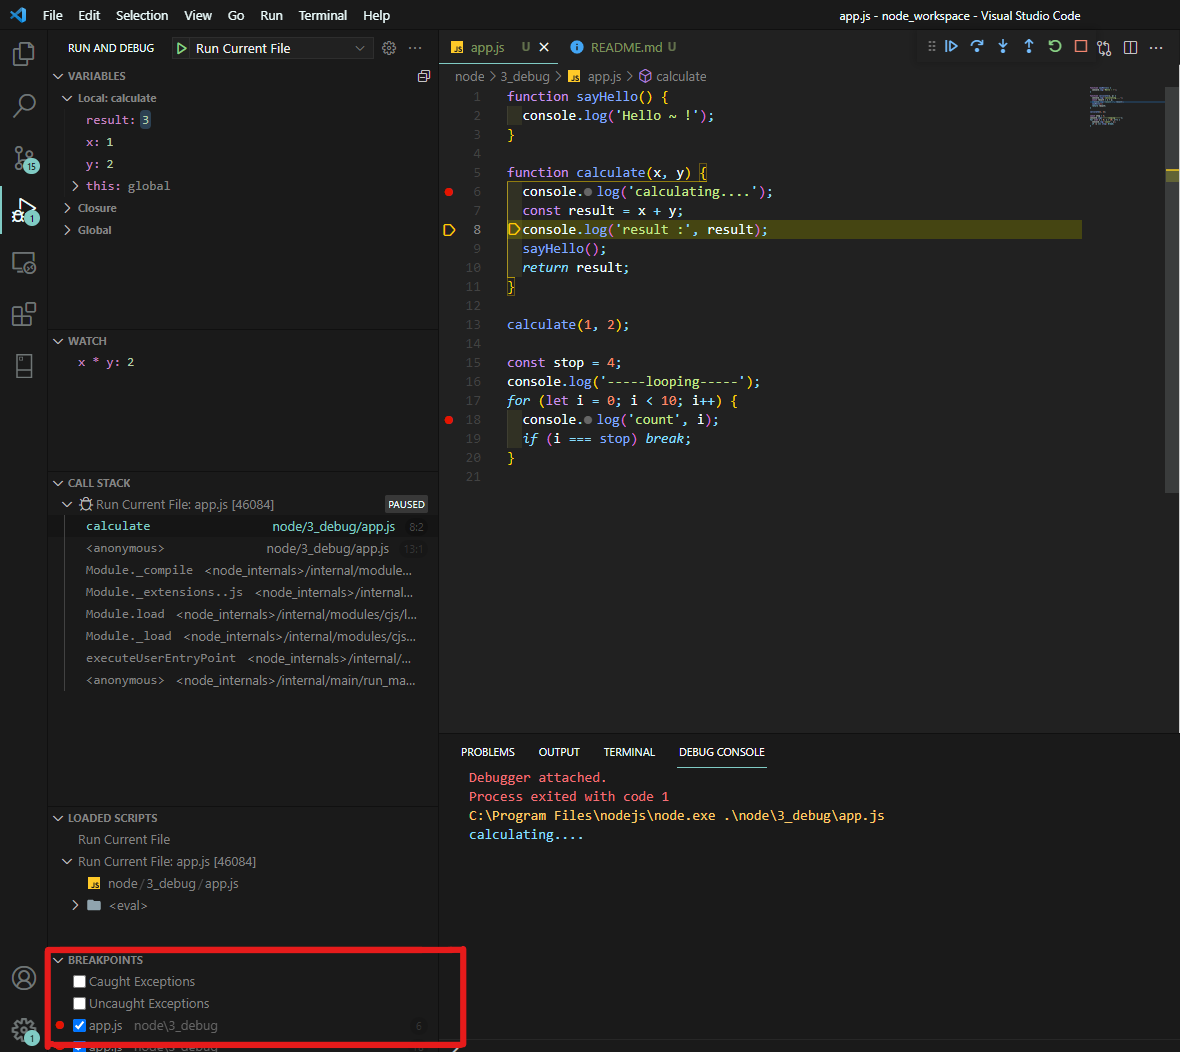 File Edit Selection View Go Run Terminal Help
app.js - node_workspace - Visual Studio Code
RUN AND DEBUG
Run Current File
VARIABLES
Local: calculate
result: 3
x: 1
y: 2
this: global
Closure
Global
WATCH
x * y: 2
CALL STACK
Run Current File: app.js [46084] PAUSED
calculate node/3_debug/app.js 8:2
<anonymous> node/3_debug/app.js 13:1
Module._compile <node_internals>/internal/module...
Module._extensions..js <node_internals>/internal...
Module.load <node_internals>/internal/modules/cjs/l...
Module._load <node_internals>/internal/modules/cjs...
executeUserEntryPoint <node_internals>/internal/...
<anonymous> <node_internals>/internal/main/run_ma...
LOADED SCRIPTS
Run Current File
Run Current File: app.js [46084]
JS node/3_debug/app.js
<eval>
BREAKPOINTS
Caught Exceptions
Uncaught Exceptions
app.js node\3_debug 6
app.js node\3_debug
15
1
1
JS app.js U
README.md U
node > 3_debug > JS app.js > calculate
1 function sayHello() {
2 console.log('Hello ~ !');
3 }
4
5 function calculate(x, y) {
6 console.log('calculating....');
7 const result = x + y;
8 console.log('result :', result);
9 sayHello();
10 return result;
11 }
12
13 calculate(1, 2);
14
15 const stop = 4;
16 console.log('-----looping-----');
17 for (let i = 0; i < 10; i++) {
18 console.log('count', i);
19 if (i === stop) break;
20 }
21
PROBLEMS OUTPUT TERMINAL DEBUG CONSOLE
Debugger attached.
Process exited with code 1
C:\Program Files\nodejs\node.exe .\node\3_debug\app.js
calculating....